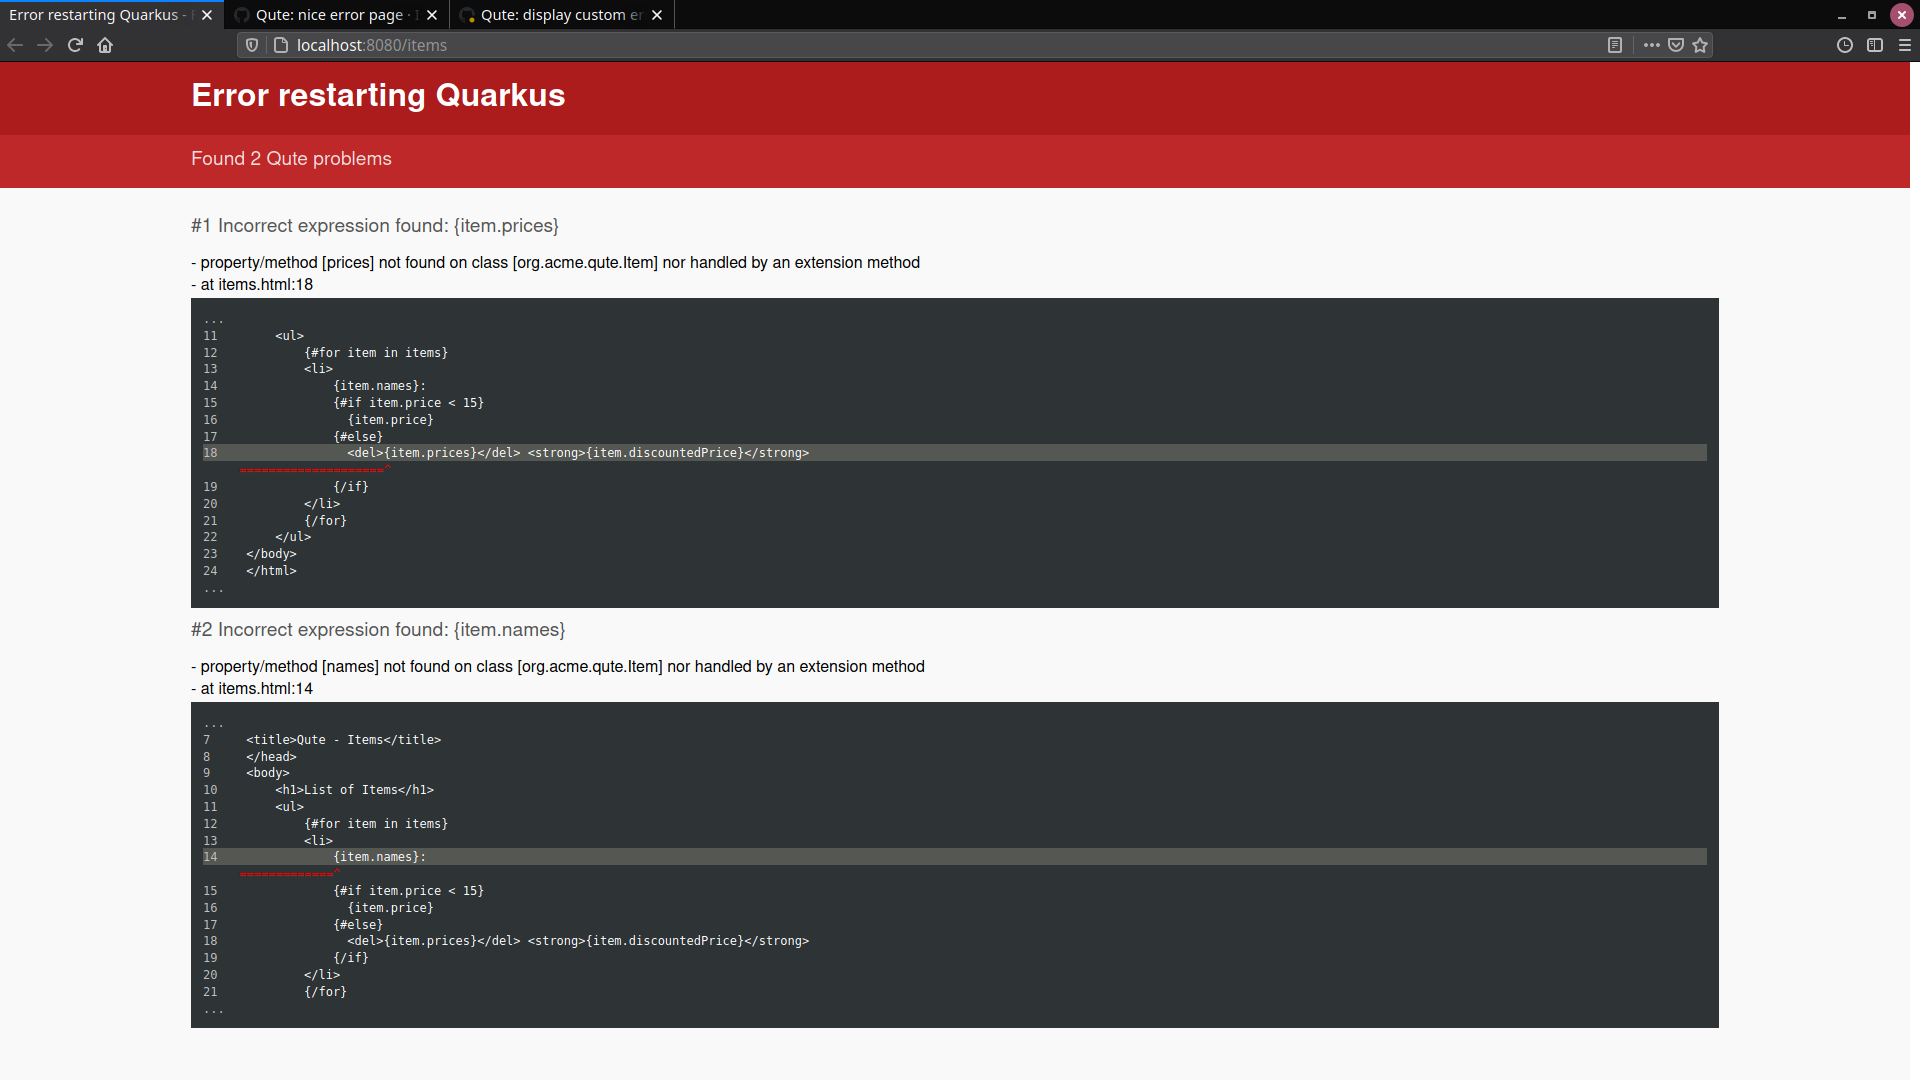 Error restarting Quarkus -
Qute: nice error page ·
Qute: display custom er
localhost:8080/items
Error restarting Quarkus
Found 2 Qute problems
#1 Incorrect expression found: {item.prices}
- property/method [prices] not found on class [org.acme.qute.Item] nor handled by an extension method
- at items.html:18
...
11 <ul>
12 {#for item in items}
13 <li>
14 {item.names}:
15 {#if item.price < 15}
16 {item.price}
17 {#else}
18 <del>{item.prices}</del> <strong>{item.discountedPrice}</strong>
====================^
19 {/if}
20 </li>
21 {/for}
22 </ul>
23 </body>
24 </html>
...
#2 Incorrect expression found: {item.names}
- property/method [names] not found on class [org.acme.qute.Item] nor handled by an extension method
- at items.html:14
...
7 <title>Qute - Items</title>
8 </head>
9 <body>
10 <h1>List of Items</h1>
11 <ul>
12 {#for item in items}
13 <li>
14 {item.names}:
=============^
15 {#if item.price < 15}
16 {item.price}
17 {#else}
18 <del>{item.prices}</del> <strong>{item.discountedPrice}</strong>
19 {/if}
20 </li>
21 {/for}
...